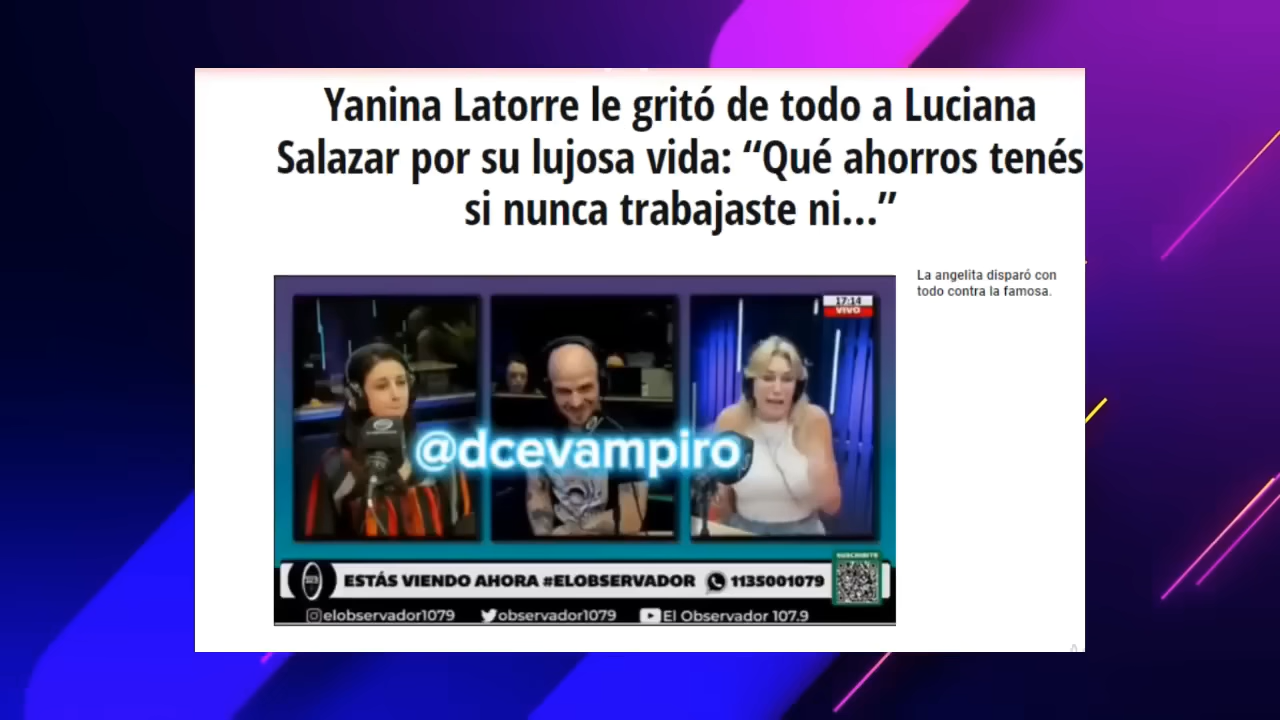 Yanina Latorre le gritó de todo a Luciana
Salazar por su lujosa vida: “Qué ahorros tenés
si nunca trabajaste ni...”
La angelita disparó con
todo contra la famosa.
17:14
VIVO
@dcevampiro
SUSCRIBITE
ESTÁS VIENDO AHORA #ELOBSERVADOR 1135001079
elobservador1079 observador1079 El Observador 107.9